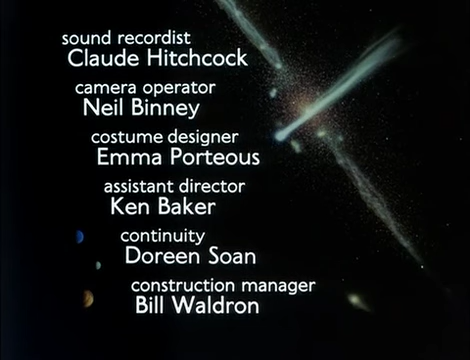 sound recordist
Claude Hitchcock
camera operator
Neil Binney
costume designer
Emma Porteous
assistant director
Ken Baker
continuity
Doreen Soan
construction manager
Bill Waldron